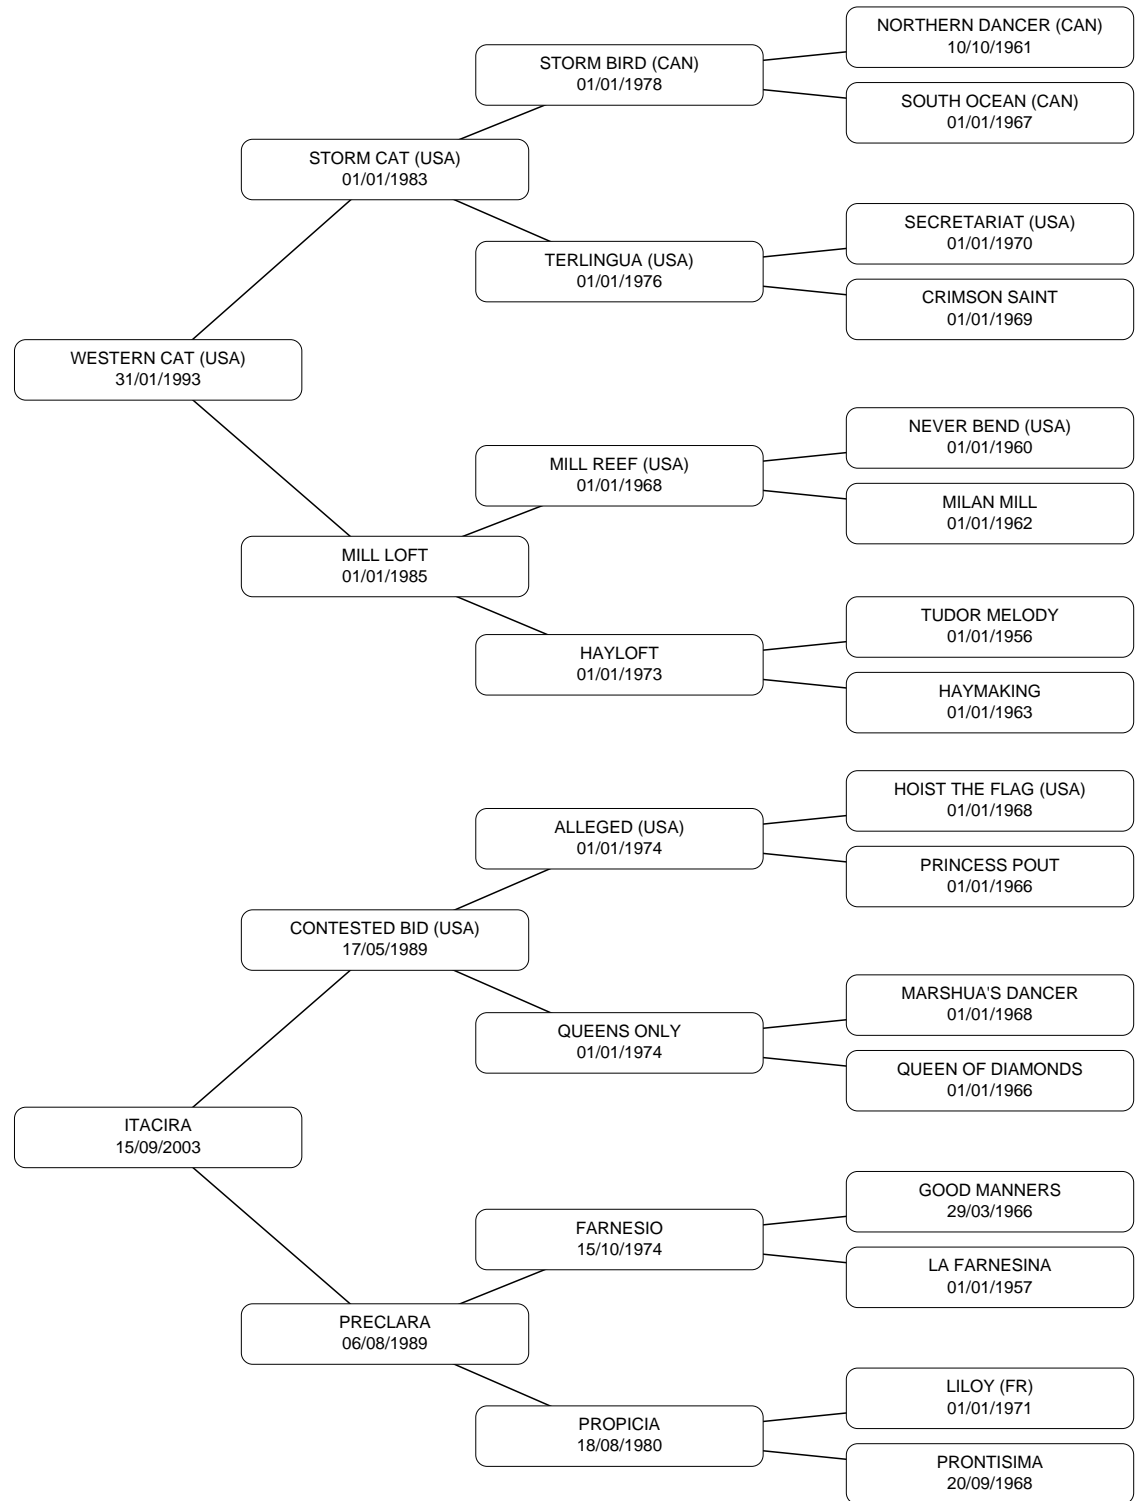 NORTHERN DANCER (CAN)
10/10/1961
STORM BIRD (CAN)
01/01/1978
SOUTH OCEAN (CAN)
01/01/1967
STORM CAT (USA)
01/01/1983
SECRETARIAT (USA)
01/01/1970
TERLINGUA (USA)
01/01/1976
CRIMSON SAINT
01/01/1969
WESTERN CAT (USA)
31/01/1993
NEVER BEND (USA)
01/01/1960
MILL REEF (USA)
01/01/1968
MILAN MILL
01/01/1962
MILL LOFT
01/01/1985
TUDOR MELODY
01/01/1956
HAYLOFT
01/01/1973
HAYMAKING
01/01/1963
HOIST THE FLAG (USA)
01/01/1968
ALLEGED (USA)
01/01/1974
PRINCESS POUT
01/01/1966
CONTESTED BID (USA)
17/05/1989
MARSHUA'S DANCER
01/01/1968
QUEENS ONLY
01/01/1974
QUEEN OF DIAMONDS
01/01/1966
ITACIRA
15/09/2003
GOOD MANNERS
29/03/1966
FARNESIO
15/10/1974
LA FARNESINA
01/01/1957
PRECLARA
06/08/1989
LILOY (FR)
01/01/1971
PROPICIA
18/08/1980
PRONTISIMA
20/09/1968